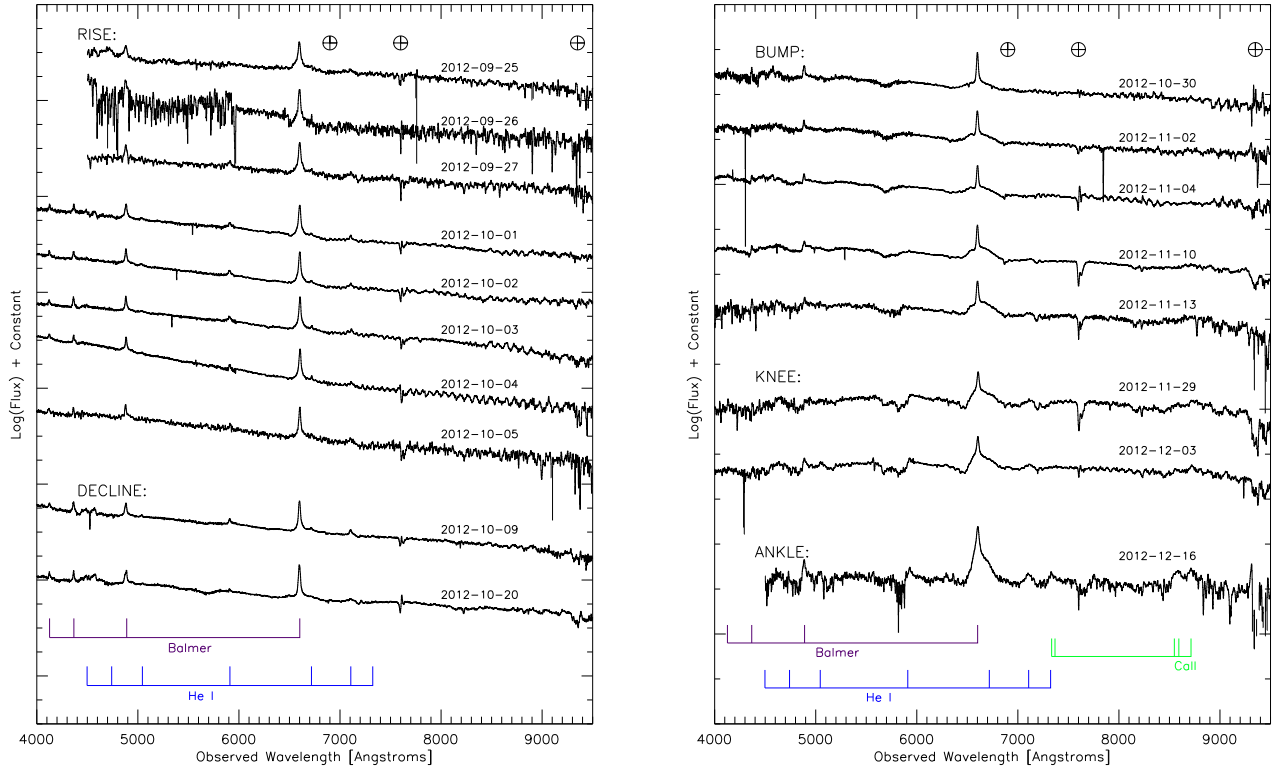 RISE:
2012-09-25
2012-09-26
2012-09-27
2012-10-01
2012-10-02
2012-10-03
2012-10-04
2012-10-05
DECLINE:
2012-10-09
2012-10-20
Balmer
He I
4000 5000 6000 7000 8000 9000
Observed Wavelength [Angstroms]
Log(Flux) + Constant
BUMP:
2012-10-30
2012-11-02
2012-11-04
2012-11-10
2012-11-13
KNEE:
2012-11-29
2012-12-03
ANKLE:
2012-12-16
Balmer
CaII
He I
4000 5000 6000 7000 8000 9000
Observed Wavelength [Angstroms]
Log(Flux) + Constant